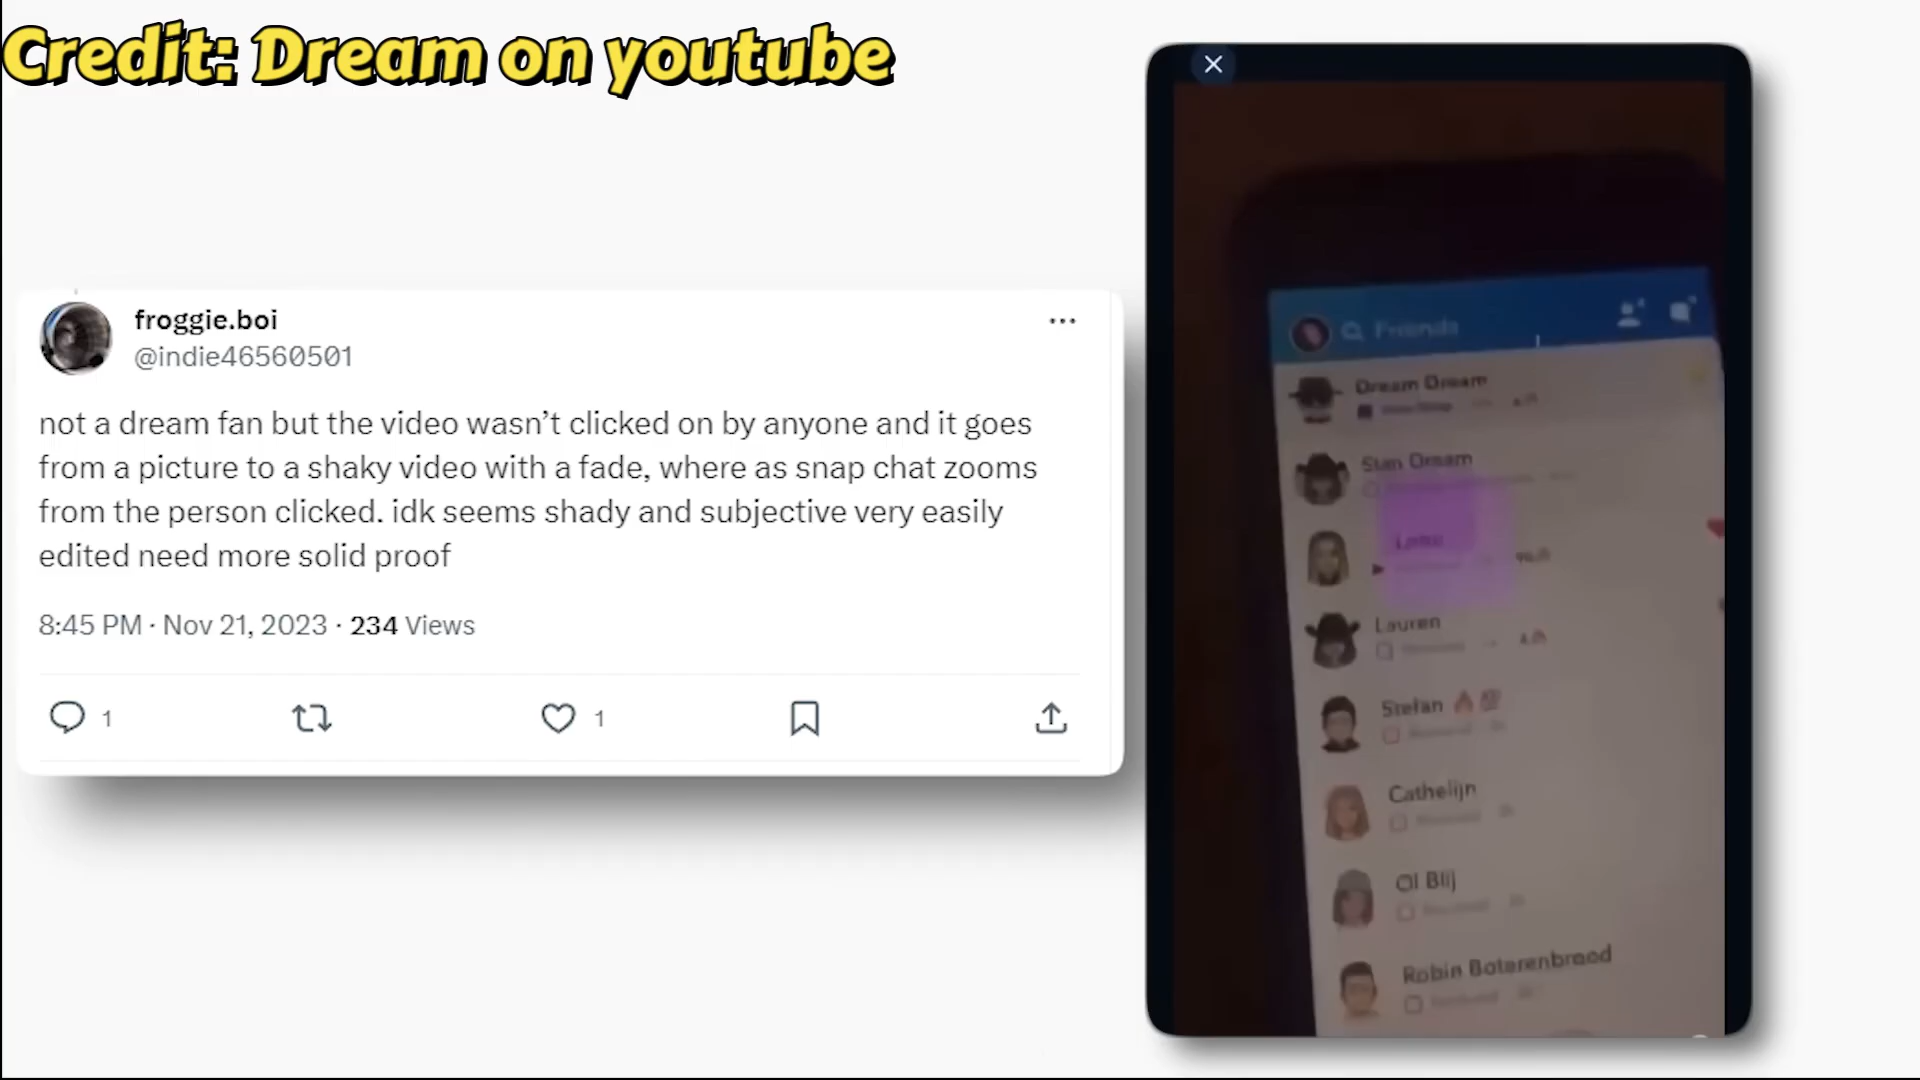 Credit: Dream on youtube
froggie.boi
@indie46560501
not a dream fan but the video wasn’t clicked on by anyone and it goes
from a picture to a shaky video with a fade, where as snap chat zooms
from the person clicked. idk seems shady and subjective very easily
edited need more solid proof
8:45 PM · Nov 21, 2023 · 234 Views
1
1
Friends
Dream Dream
Stan Dream
Lauren
Stefan 🔥 💯
Cathelijn
Ol Blij
Robin Boterenbrood